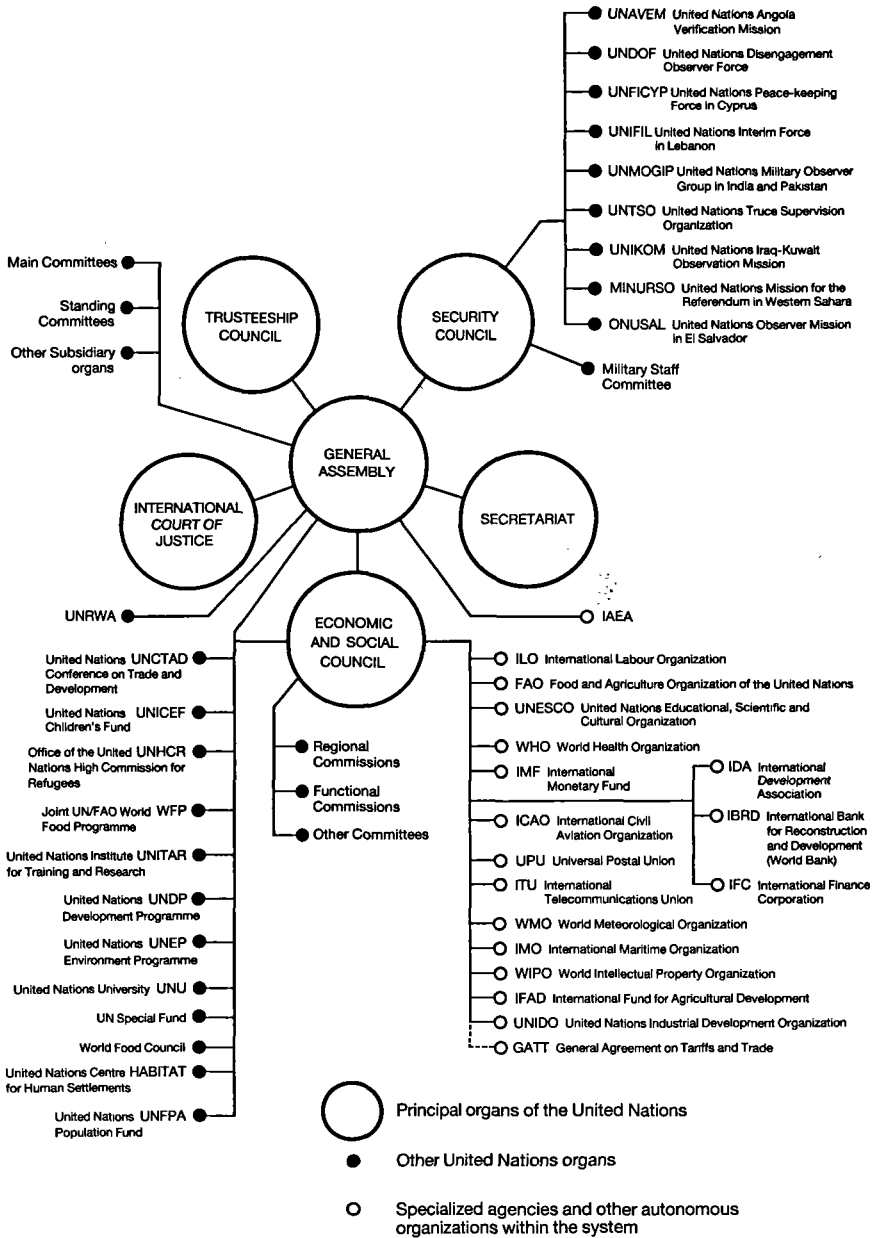 UNAVEM United Nations Angola
Verification Mission
UNDOF United Nations Disengagement
Observer Force
UNFICYP United Nations Peace-keeping
Force in Cyprus
UNIFIL United Nations Interim Force
in Lebanon
UNMOGIP United Nations Military Observer
Group in India and Pakistan
UNTSO United Nations Truce Supervision
Organization
UNIKOM United Nations Iraq-Kuwait
Observation Mission
MINURSO United Nations Mission for the
Referendum in Western Sahara
ONUSAL United Nations Observer Mission
in El Salvador
Military Staff
Committee
Main Committees
Standing
Committees
Other Subsidiary
organs
TRUSTEESHIP
COUNCIL
SECURITY
COUNCIL
GENERAL
ASSEMBLY
INTERNATIONAL
COURT OF
JUSTICE
SECRETARIAT
UNRWA
IAEA
ECONOMIC
AND SOCIAL
COUNCIL
United Nations UNCTAD
Conference on Trade and
Development
United Nations UNICEF
Children's Fund
Office of the United UNHCR
Nations High Commission for
Refugees
Joint UN/FAO World WFP
Food Programme
United Nations Institute UNITAR
for Training and Research
United Nations UNDP
Development Programme
United Nations UNEP
Environment Programme
United Nations University UNU
UN Special Fund
World Food Council
United Nations Centre HABITAT
for Human Settlements
United Nations UNFPA
Population Fund
Regional
Commissions
Functional
Commissions
Other Committees
ILO International Labour Organization
FAO Food and Agriculture Organization of the United Nations
UNESCO United Nations Educational, Scientific and
Cultural Organization
WHO World Health Organization
IMF International
Monetary Fund
ICAO International Civil
Aviation Organization
UPU Universal Postal Union
ITU International
Telecommunications Union
WMO World Meteorological Organization
IMO International Maritime Organization
WIPO World Intellectual Property Organization
IFAD International Fund for Agricultural Development
UNIDO United Nations Industrial Development Organization
GATT General Agreement on Tariffs and Trade
IDA International
Development
Association
IBRD International Bank
for Reconstruction
and Development
(World Bank)
IFC International Finance
Corporation
Principal organs of the United Nations
Other United Nations organs
Specialized agencies and other autonomous
organizations within the system